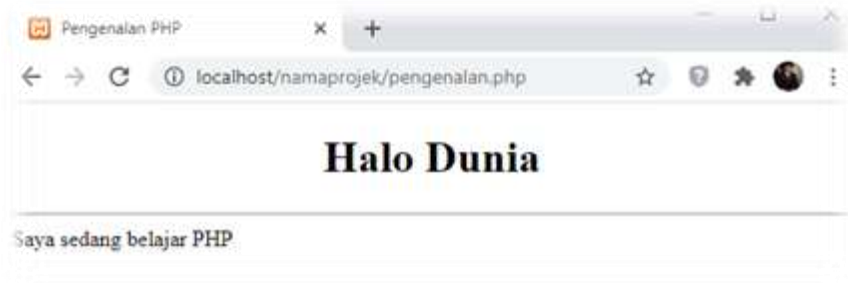 Pengenalan PHP
localhost/namaprojek/pengenalan.php
Halo Dunia
Saya sedang belajar PHP